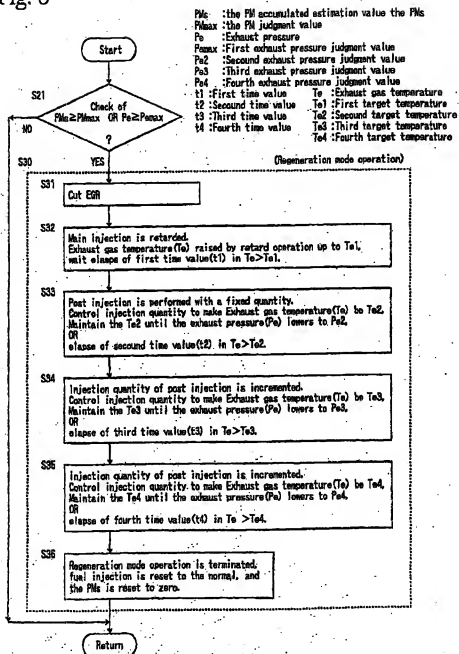 Fig. 6
PMs :the PM accumulated estimation value the PMs
PMmax :the PM judgment value
Pe :Exhaust pressure
Pemax :First exhaust pressure judgment value
Pe2 :Secound exhaust pressure judgment value
Pe3 :Third exhaust pressure judgment value
Pe4 :Fourth exhaust pressure judgment value
t1 :First time value Te :Exhaust gas temperature
t2 :Secound time value Te1 :First target temperature
t3 :Third time value Te2 :Secound target temperature
t4 :Fourth time value Te3 :Third target temperature
Te4 :Fourth target temperature
Start
S21
Check of
PMs≧PMmax OR Pe≧Pemax
?
NO
YES
S30
(Regeneration mode operation)
S31
Cut EGR
S32
Main injection is retarded.
Exhaust gas temperature(Te) raised by retard operation up to Te1,
wait elapse of first time value(t1) in Te>Te1.
S33
Post injection is performed with a fixed quantity.
Control injection quantity to make Exhaust gas temperature(Te) be Te2,
Maintain the Te2 until the exhaust pressure(Pe) lowers to Pe2,
OR
elapse of second time value(t2) in Te>Te2.
S34
Injection quantity of post injection is incremented.
Control injection quantity to make Exhaust gas temperature(Te) be Te3,
Maintain the Te3 until the exhaust pressure(Pe) lowers to Pe3,
OR
elapse of third time value(t3) in Te>Te3.
S35
Injection quantity of post injection is incremented.
Control injection quantity to make Exhaust gas temperature(Te) be Te4,
Maintain the Te4 until the exhaust pressure(Pe) lowers to Pe4,
OR
elapse of fourth time value(t4) in Te >Te4.
S36
Regeneration mode operation is terminated,
fuel injection is reset to the normal, and
the PMs is reset to zero.
Return